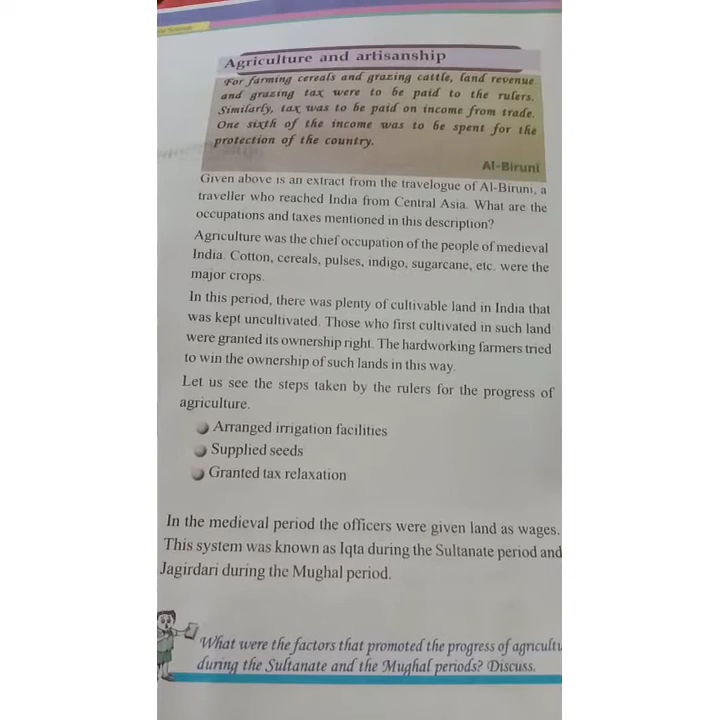 Agriculture and artisanship
For farming cereals and grazing cattle, land revenue
and grazing tax were to be paid to the rulers.
Similarly, tax was to be paid on income from trade.
One sixth of the income was to be spent for the
protection of the country.
Al-Biruni
Given above is an extract from the travelogue of Al-Biruni, a
traveller who reached India from Central Asia. What are the
occupations and taxes mentioned in this description?
Agriculture was the chief occupation of the people of medieval
India. Cotton, cereals, pulses, indigo, sugarcane, etc. were the
major crops.
In this period, there was plenty of cultivable land in India that
was kept uncultivated. Those who first cultivated in such land
were granted its ownership right. The hardworking farmers tried
to win the ownership of such lands in this way.
Let us see the steps taken by the rulers for the progress of
agriculture.
Arranged irrigation facilities
Supplied seeds
Granted tax relaxation
In the medieval period the officers were given land as wages.
This system was known as Iqta during the Sultanate period and
Jagirdari during the Mughal period.
What were the factors that promoted the progress of agricultu
during the Sultanate and the Mughal periods? Discuss.